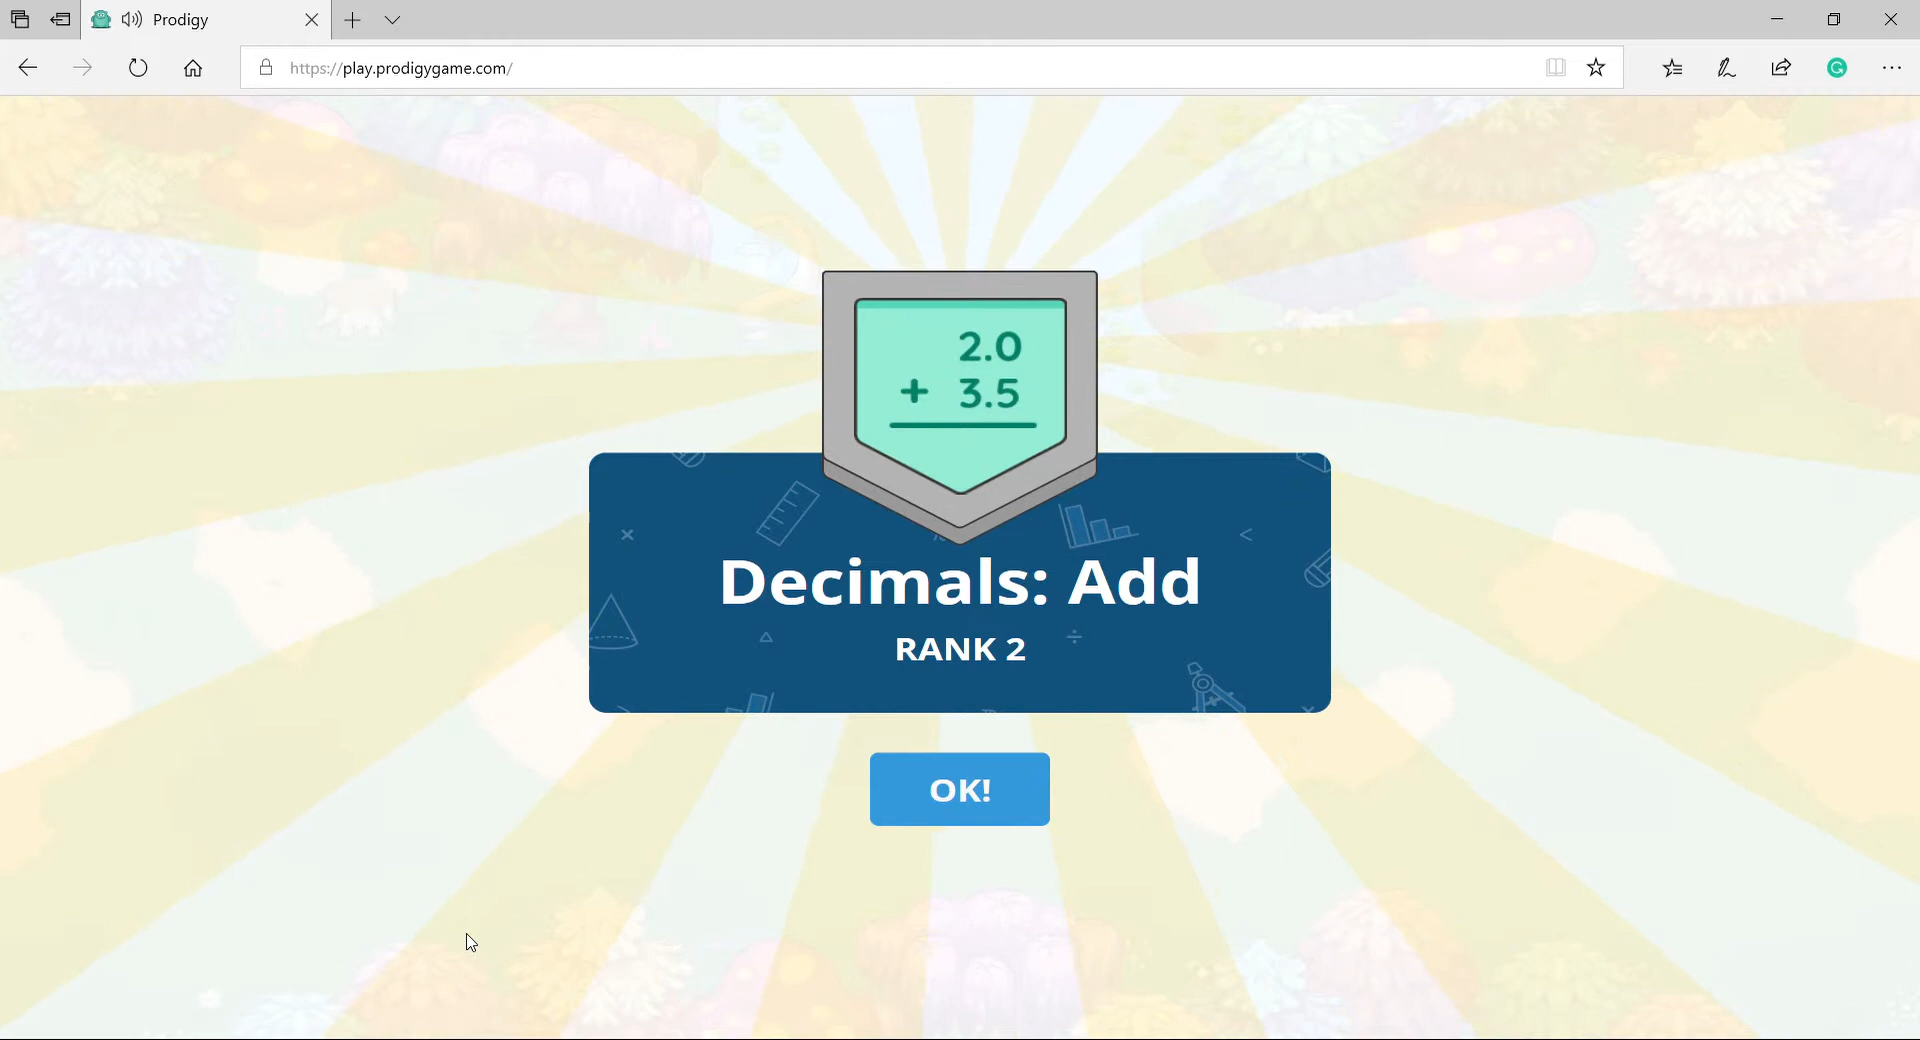 Prodigy
https://play.prodigygame.com/
2.0
+ 3.5
Decimals: Add
RANK 2
OK!